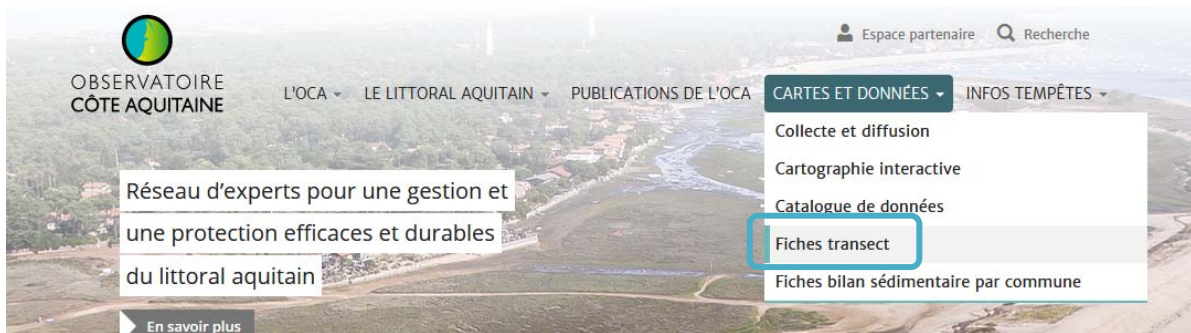 Espace partenaire Recherche
OBSERVATOIRE
CÔTE AQUITAINE
L'OCA LE LITTORAL AQUITAIN PUBLICATIONS DE L'OCA CARTES ET DONNÉES INFOS TEMPÊTES
Collecte et diffusion
Cartographie interactive
Catalogue de données
Fiches transect
Fiches bilan sédimentaire par commune
Réseau d'experts pour une gestion et
une protection efficaces et durables
du littoral aquitain
En savoir plus